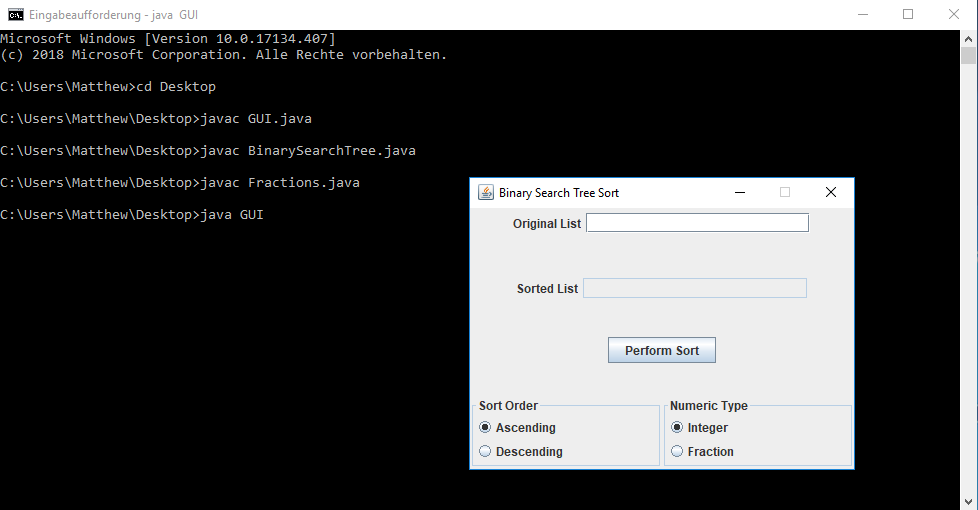 Eingabeaufforderung - java  GUI
Microsoft Windows [Version 10.0.17134.407]
(c) 2018 Microsoft Corporation. Alle Rechte vorbehalten.
C:\Users\Matthew>cd Desktop
C:\Users\Matthew\Desktop>javac GUI.java
C:\Users\Matthew\Desktop>javac BinarySearchTree.java
C:\Users\Matthew\Desktop>javac Fractions.java
C:\Users\Matthew\Desktop>java GUI
Binary Search Tree Sort
Original List
Sorted List
Perform Sort
Sort Order
Ascending
Descending
Numeric Type
Integer
Fraction